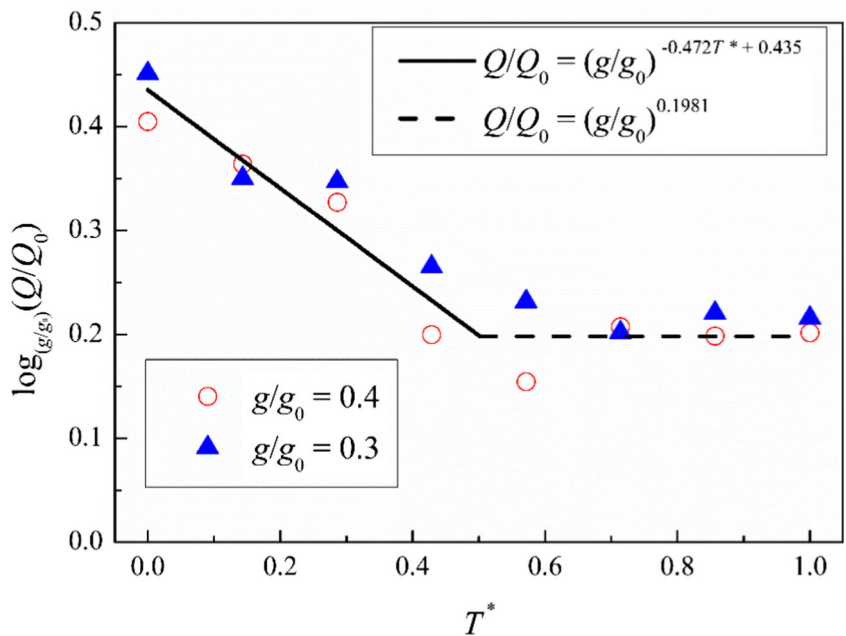 0.5
0.4
0.3
0.2
0.1
0.0
log(g/g₀)(Q/Q₀)
Q/Q₀ = (g/g₀)^-0.472T* + 0.435
Q/Q₀ = (g/g₀)^0.1981
g/g₀ = 0.4
g/g₀ = 0.3
0.0 0.2 0.4 0.6 0.8 1.0
T*